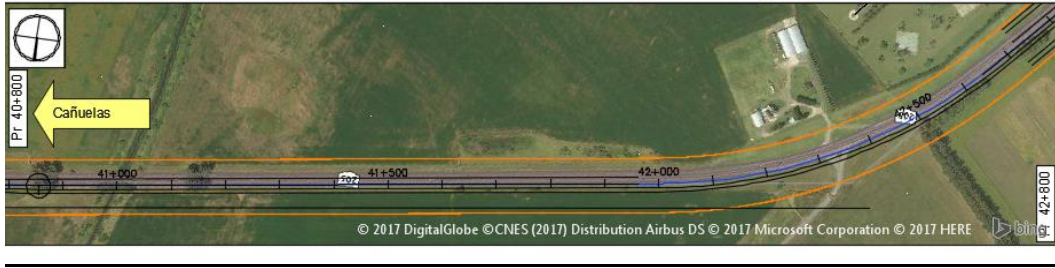 Pr 40+800
Cañuelas
41+000
41+500
42+000
42+500
42+800
© 2017 DigitalGlobe ©CNES (2017) Distribution Airbus DS © 2017 Microsoft Corporation © 2017 HERE
bing